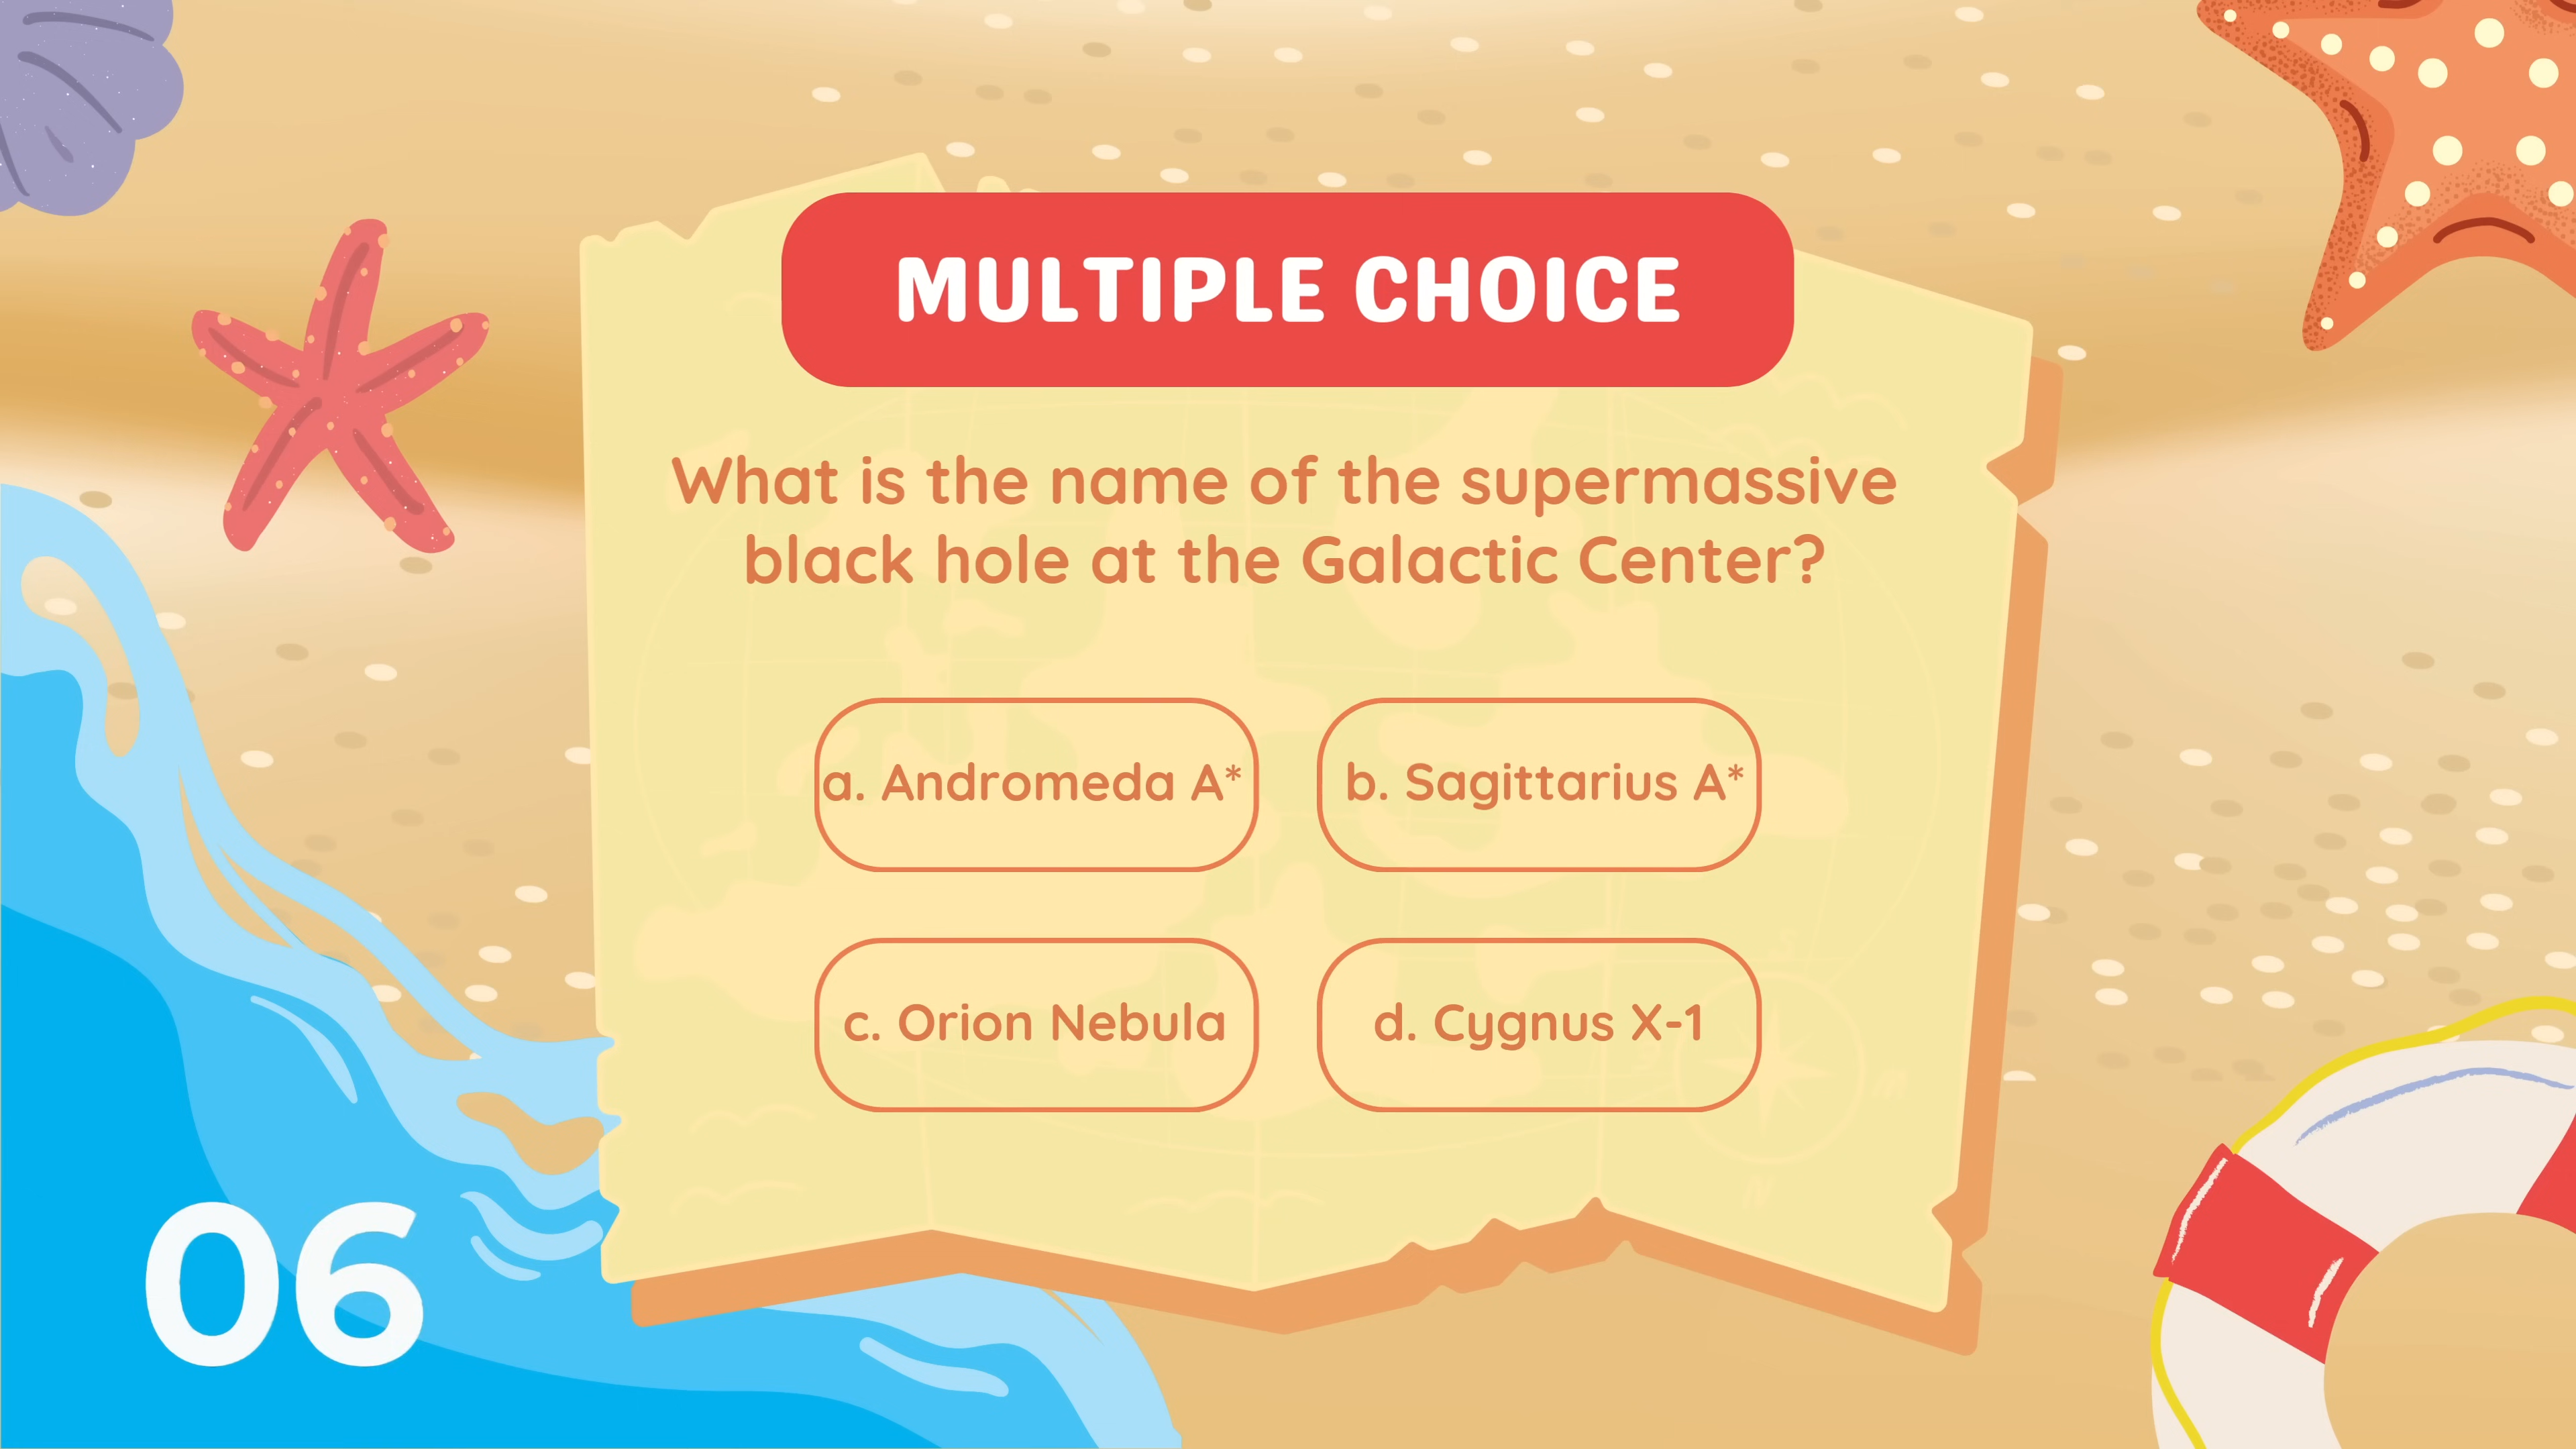 MULTIPLE CHOICE
What is the name of the supermassive
black hole at the Galactic Center?
a. Andromeda A*
b. Sagittarius A*
c. Orion Nebula
d. Cygnus X-1
06